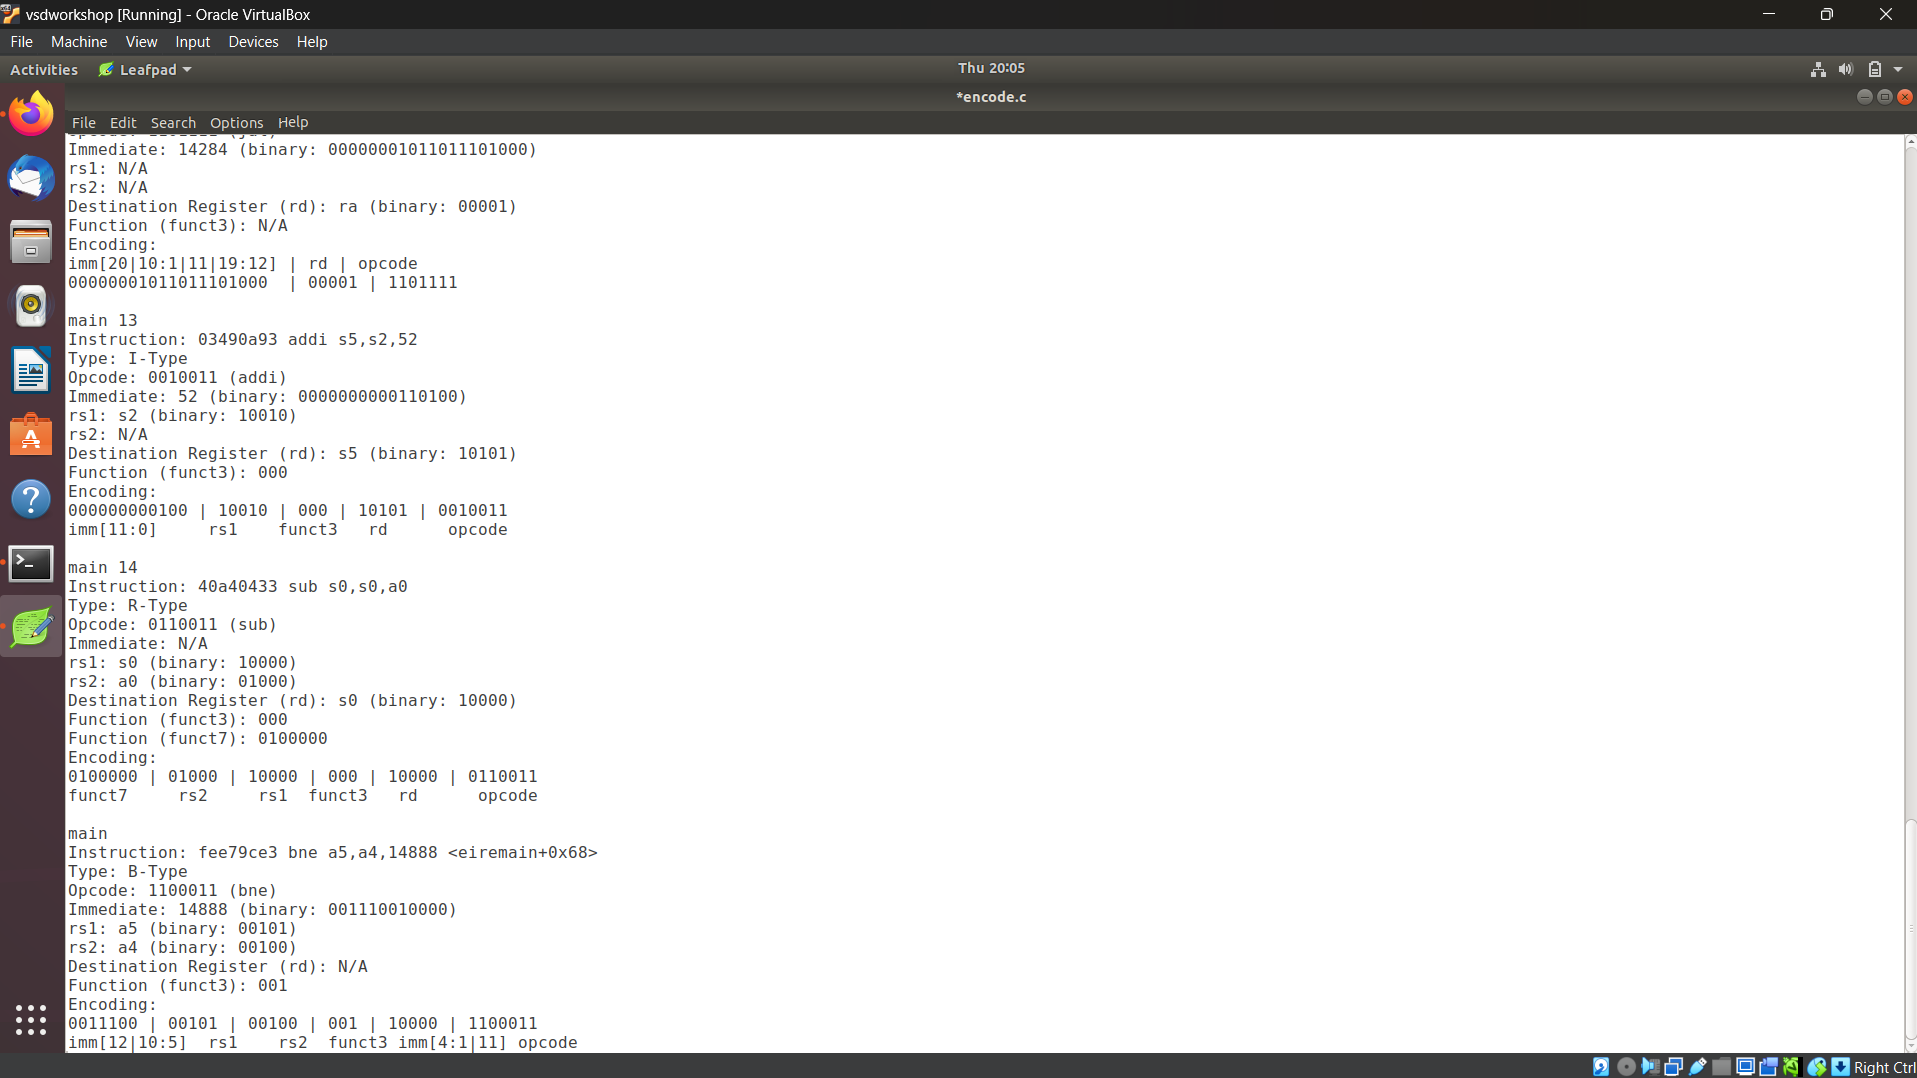 vsdworkshop [Running] - Oracle VirtualBox
File Machine View Input Devices Help
Activities Leafpad Thu 20:05
*encode.c
File Edit Search Options Help
Immediate: 14284 (binary: 00000001011011101000)
rs1: N/A
rs2: N/A
Destination Register (rd): ra (binary: 00001)
Function (funct3): N/A
Encoding:
imm[20|10:1|11|19:12] | rd | opcode
00000001011011101000 | 00001 | 1101111
main 13
Instruction: 03490a93 addi s5,s2,52
Type: I-Type
Opcode: 0010011 (addi)
Immediate: 52 (binary: 0000000000110100)
rs1: s2 (binary: 10010)
rs2: N/A
Destination Register (rd): s5 (binary: 10101)
Function (funct3): 000
Encoding:
000000000100 | 10010 | 000 | 10101 | 0010011
imm[11:0] rs1 funct3 rd opcode
main 14
Instruction: 40a40433 sub s0,s0,a0
Type: R-Type
Opcode: 0110011 (sub)
Immediate: N/A
rs1: s0 (binary: 10000)
rs2: a0 (binary: 01000)
Destination Register (rd): s0 (binary: 10000)
Function (funct3): 000
Function (funct7): 0100000
Encoding:
0100000 | 01000 | 10000 | 000 | 10000 | 0110011
funct7 rs2 rs1 funct3 rd opcode
main
Instruction: fee79ce3 bne a5,a4,14888 <eiremain+0x68>
Type: B-Type
Opcode: 1100011 (bne)
Immediate: 14888 (binary: 001110010000)
rs1: a5 (binary: 00101)
rs2: a4 (binary: 00100)
Destination Register (rd): N/A
Function (funct3): 001
Encoding:
0011100 | 00101 | 00100 | 001 | 10000 | 1100011
imm[12|10:5] rs1 rs2 funct3 imm[4:1|11] opcode
Right Ctrl